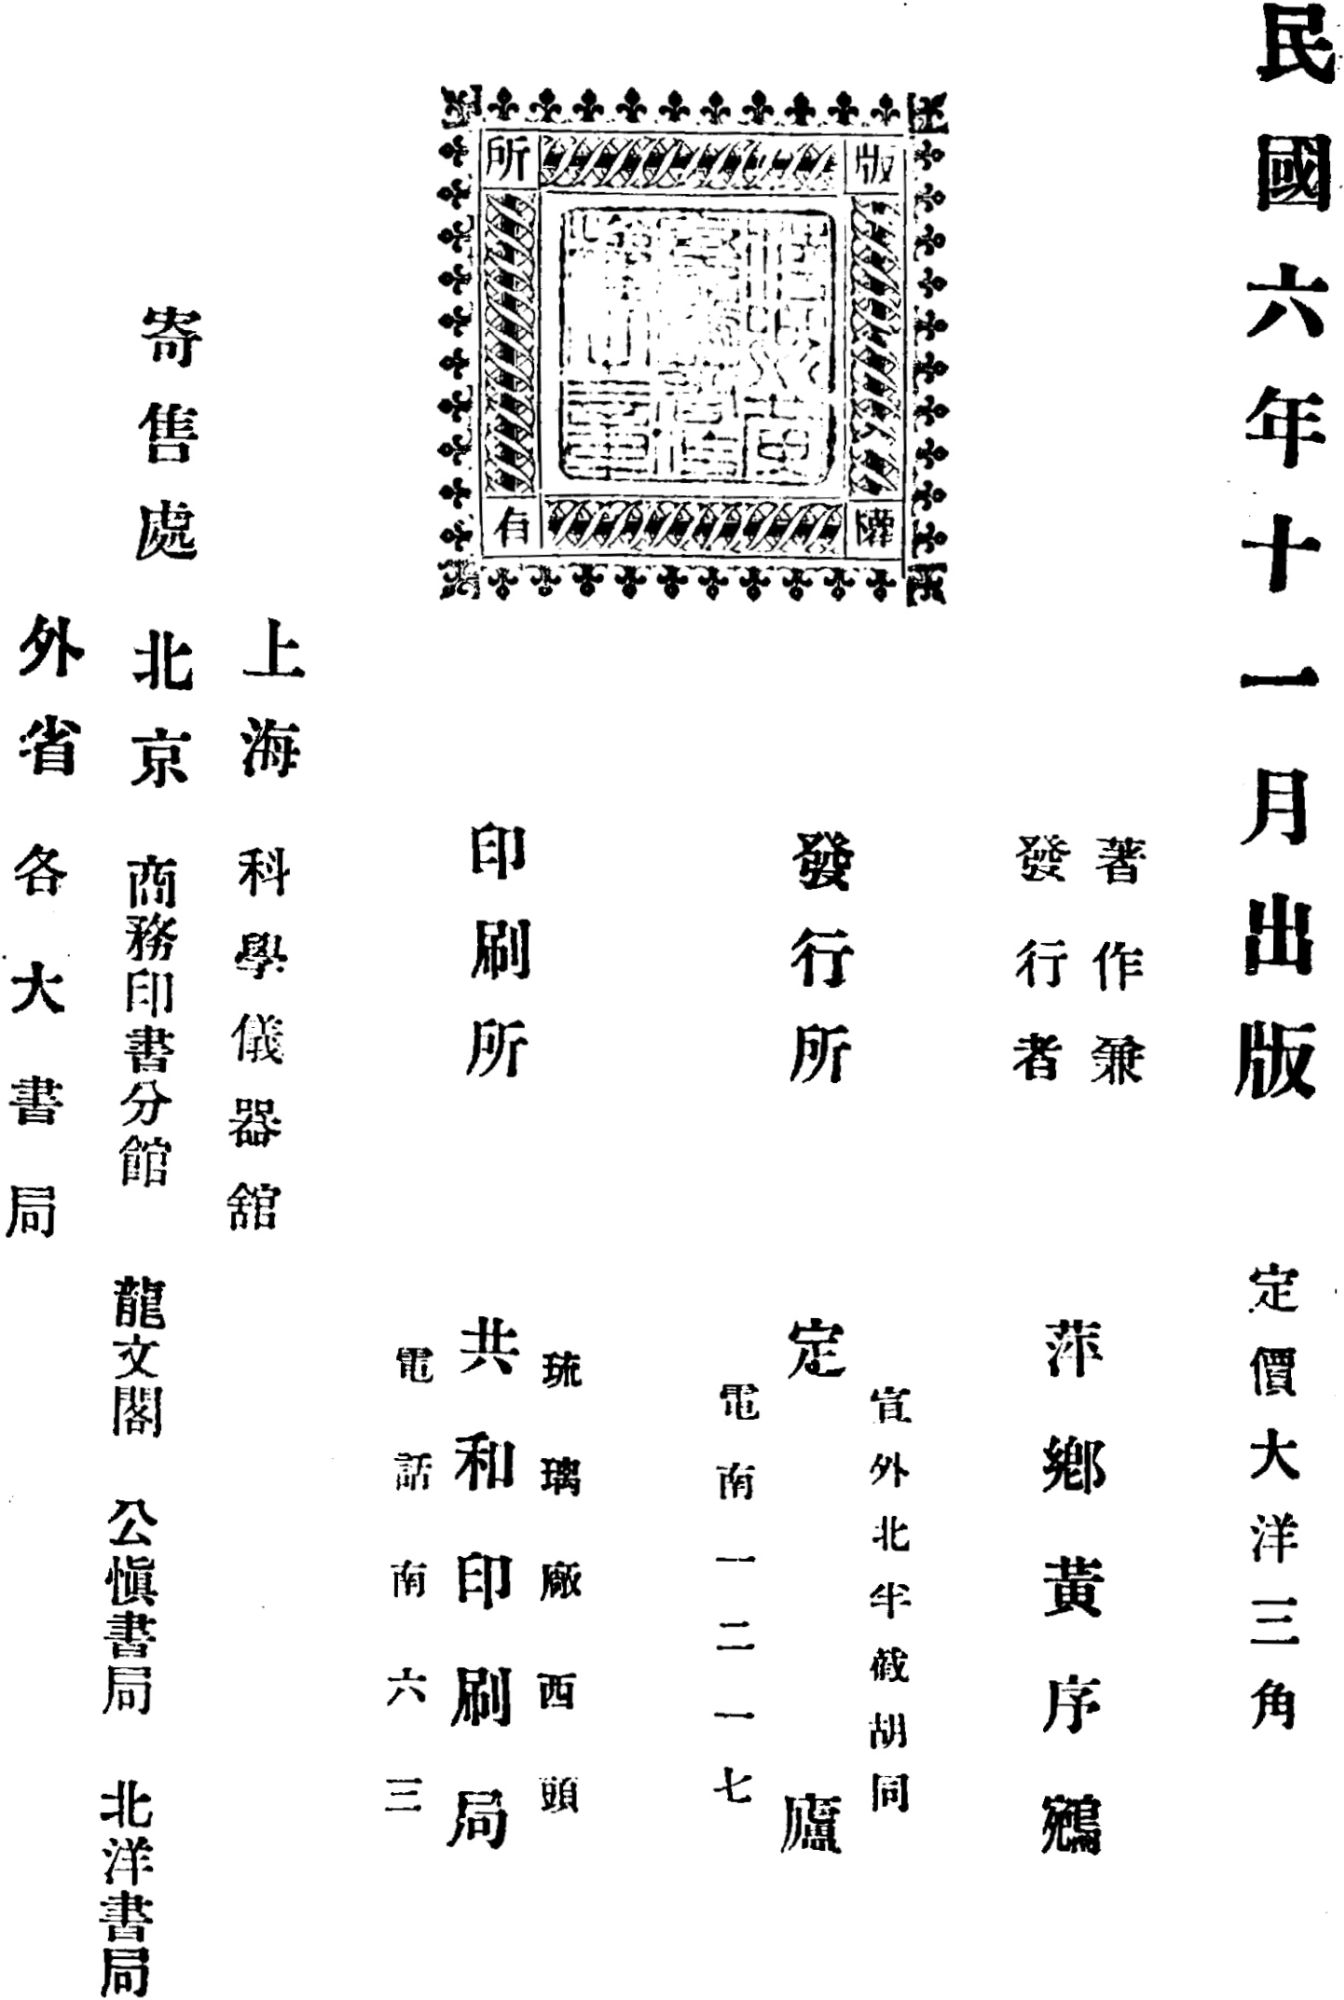 民國六年十一月出版
定價大洋三角
版權所有
著作兼
發行者
萍鄉黃序鵷
發行所
宣外北半截胡同
定廬
電南一二一七
印刷所
琉璃廠西頭
共和印刷局
電話南六三
寄售處
上海 科學儀器舘
北京 商務印書分館 龍文閣 公愼書局 北洋書局
外省各大書局